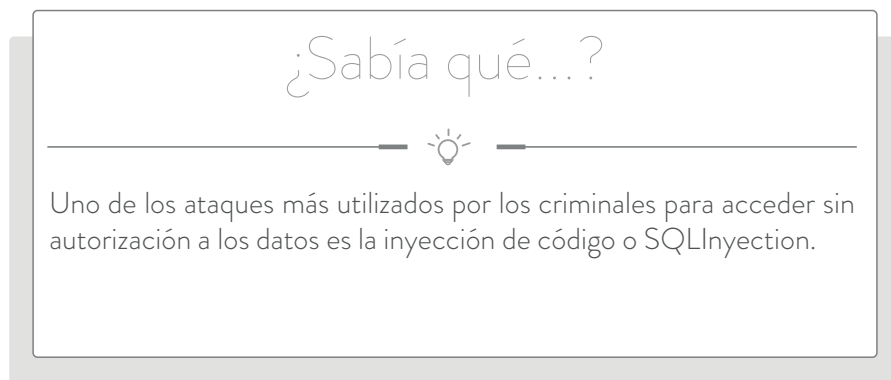 ¿Sabía qué...?
Uno de los ataques más utilizados por los criminales para acceder sin
autorización a los datos es la inyección de código o SQLInyection.